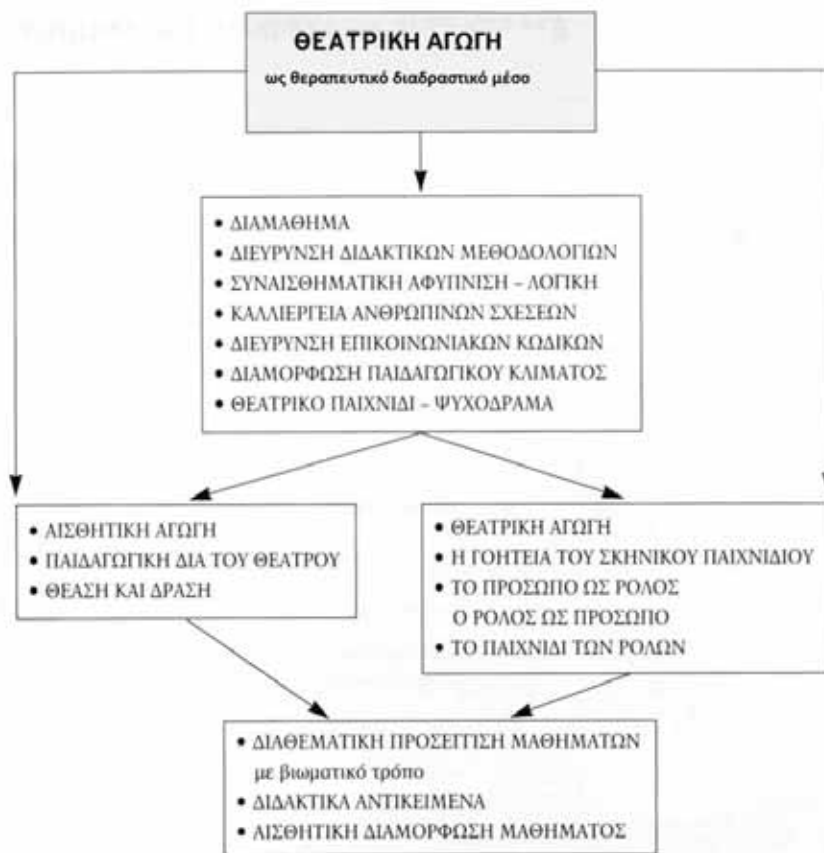 ΘΕΑΤΡΙΚΗ ΑΓΩΓΗ
ως θεραπευτικό διαδραστικό μέσο
• ΔΙΑΜΑΘΗΜΑ
• ΔΙΕΥΡΥΝΣΗ ΔΙΔΑΚΤΙΚΩΝ ΜΕΘΟΔΟΛΟΓΙΩΝ
• ΣΥΝΑΙΣΘΗΜΑΤΙΚΗ ΑΦΥΠΝΙΣΗ – ΛΟΓΙΚΗ
• ΚΑΛΛΙΕΡΓΕΙΑ ΑΝΘΡΩΠΙΝΩΝ ΣΧΕΣΕΩΝ
• ΔΙΕΥΡΥΝΣΗ ΕΠΙΚΟΙΝΩΝΙΑΚΩΝ ΚΩΔΙΚΩΝ
• ΔΙΑΜΟΡΦΩΣΗ ΠΑΙΔΑΓΩΓΙΚΟΥ ΚΛΙΜΑΤΟΣ
• ΘΕΑΤΡΙΚΟ ΠΑΙΧΝΙΔΙ – ΨΥΧΟΔΡΑΜΑ
• ΑΙΣΘΗΤΙΚΗ ΑΓΩΓΗ
• ΠΑΙΔΑΓΩΓΙΚΗ ΔΙΑ ΤΟΥ ΘΕΑΤΡΟΥ
• ΘΕΑΣΗ ΚΑΙ ΔΡΑΣΗ
• ΘΕΑΤΡΙΚΗ ΑΓΩΓΗ
• Η ΓΟΗΤΕΙΑ ΤΟΥ ΣΚΗΝΙΚΟΥ ΠΑΙΧΝΙΔΙΟΥ
• ΤΟ ΠΡΟΣΩΠΟ ΩΣ ΡΟΛΟΣ
Ο ΡΟΛΟΣ ΩΣ ΠΡΟΣΩΠΟ
• ΤΟ ΠΑΙΧΝΙΔΙ ΤΩΝ ΡΟΛΩΝ
• ΔΙΑΘΕΜΑΤΙΚΗ ΠΡΟΣΕΓΓΙΣΗ ΜΑΘΗΜΑΤΩΝ
με βιωματικό τρόπο
• ΔΙΔΑΚΤΙΚΑ ΑΝΤΙΚΕΙΜΕΝΑ
• ΑΙΣΘΗΤΙΚΗ ΔΙΑΜΟΡΦΩΣΗ ΜΑΘΗΜΑΤΟΣ